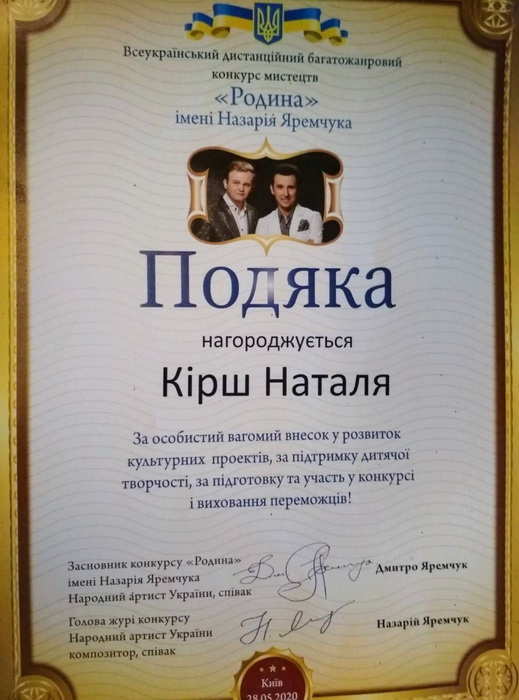 Всеукраїнський дистанційний багатожанровий
конкурс мистецтв
«Родина»
імені Назарія Яремчука
Подяка
нагороджується
Кірш Наталя
За особистий вагомий внесок у розвиток
культурних проектів, за підтримку дитячої
творчості, за підготовку та участь у конкурсі
і виховання переможців!
Засновник конкурсу «Родина»
імені Назарія Яремчука
Народний артист України, співак
Дмитро Яремчук
Голова журі конкурсу
Народний артист України
композитор, співак
Назарій Яремчук
Київ
28.05.2020